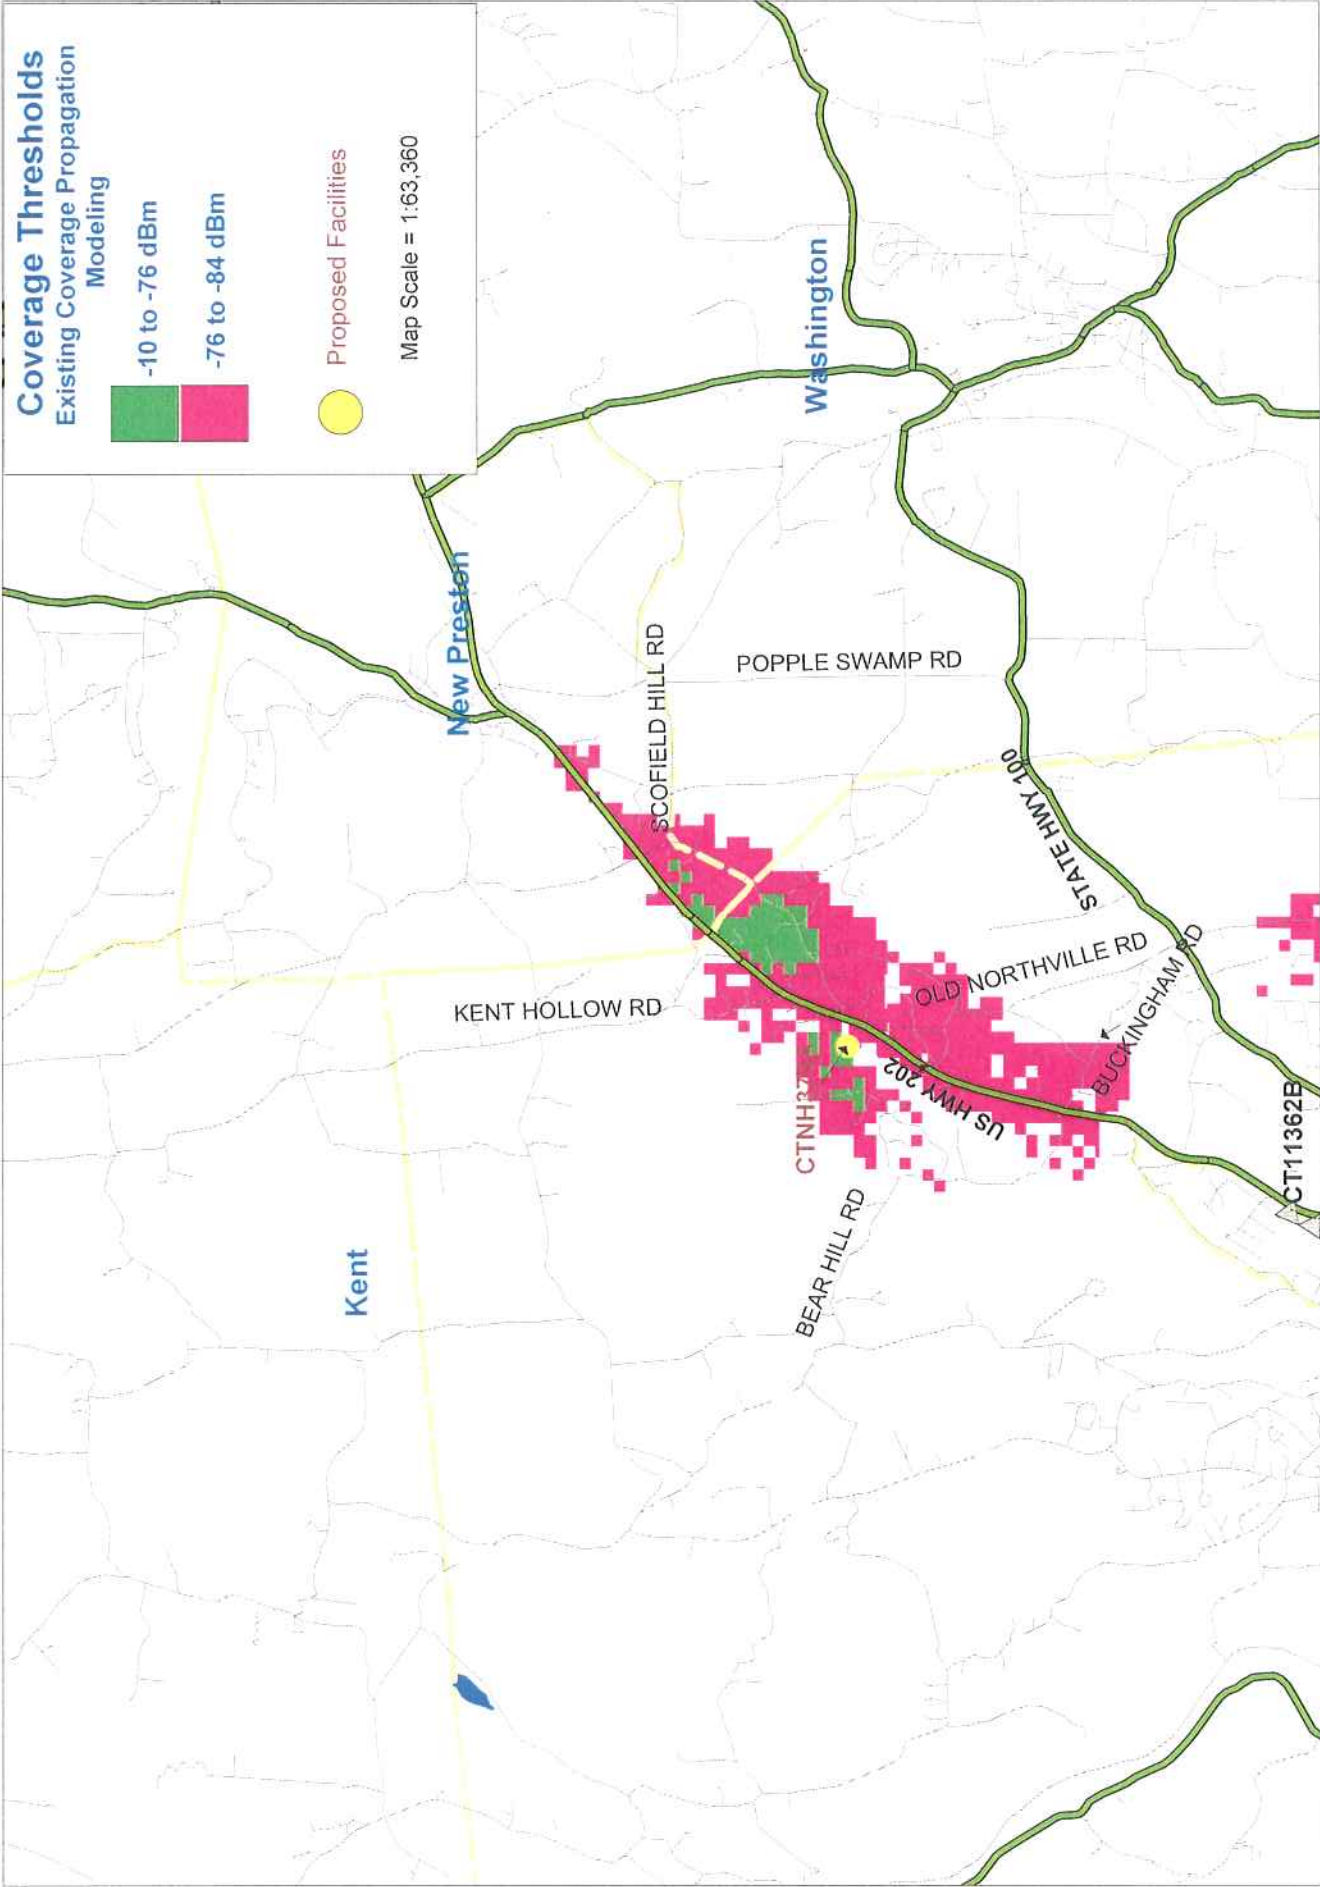 Coverage Thresholds
Existing Coverage Propagation
Modeling
-10 to -76 dBm
-76 to -84 dBm
Proposed Facilities
Map Scale = 1:63,360
New Preston
Washington
Kent
SCOFIELD HILL RD
POPPLE SWAMP RD
KENT HOLLOW RD
STATE HWY 100
OLD NORTHVILLE RD
BUCKINGHAM RD
US HWY 202
BEAR HILL RD
CT11362B